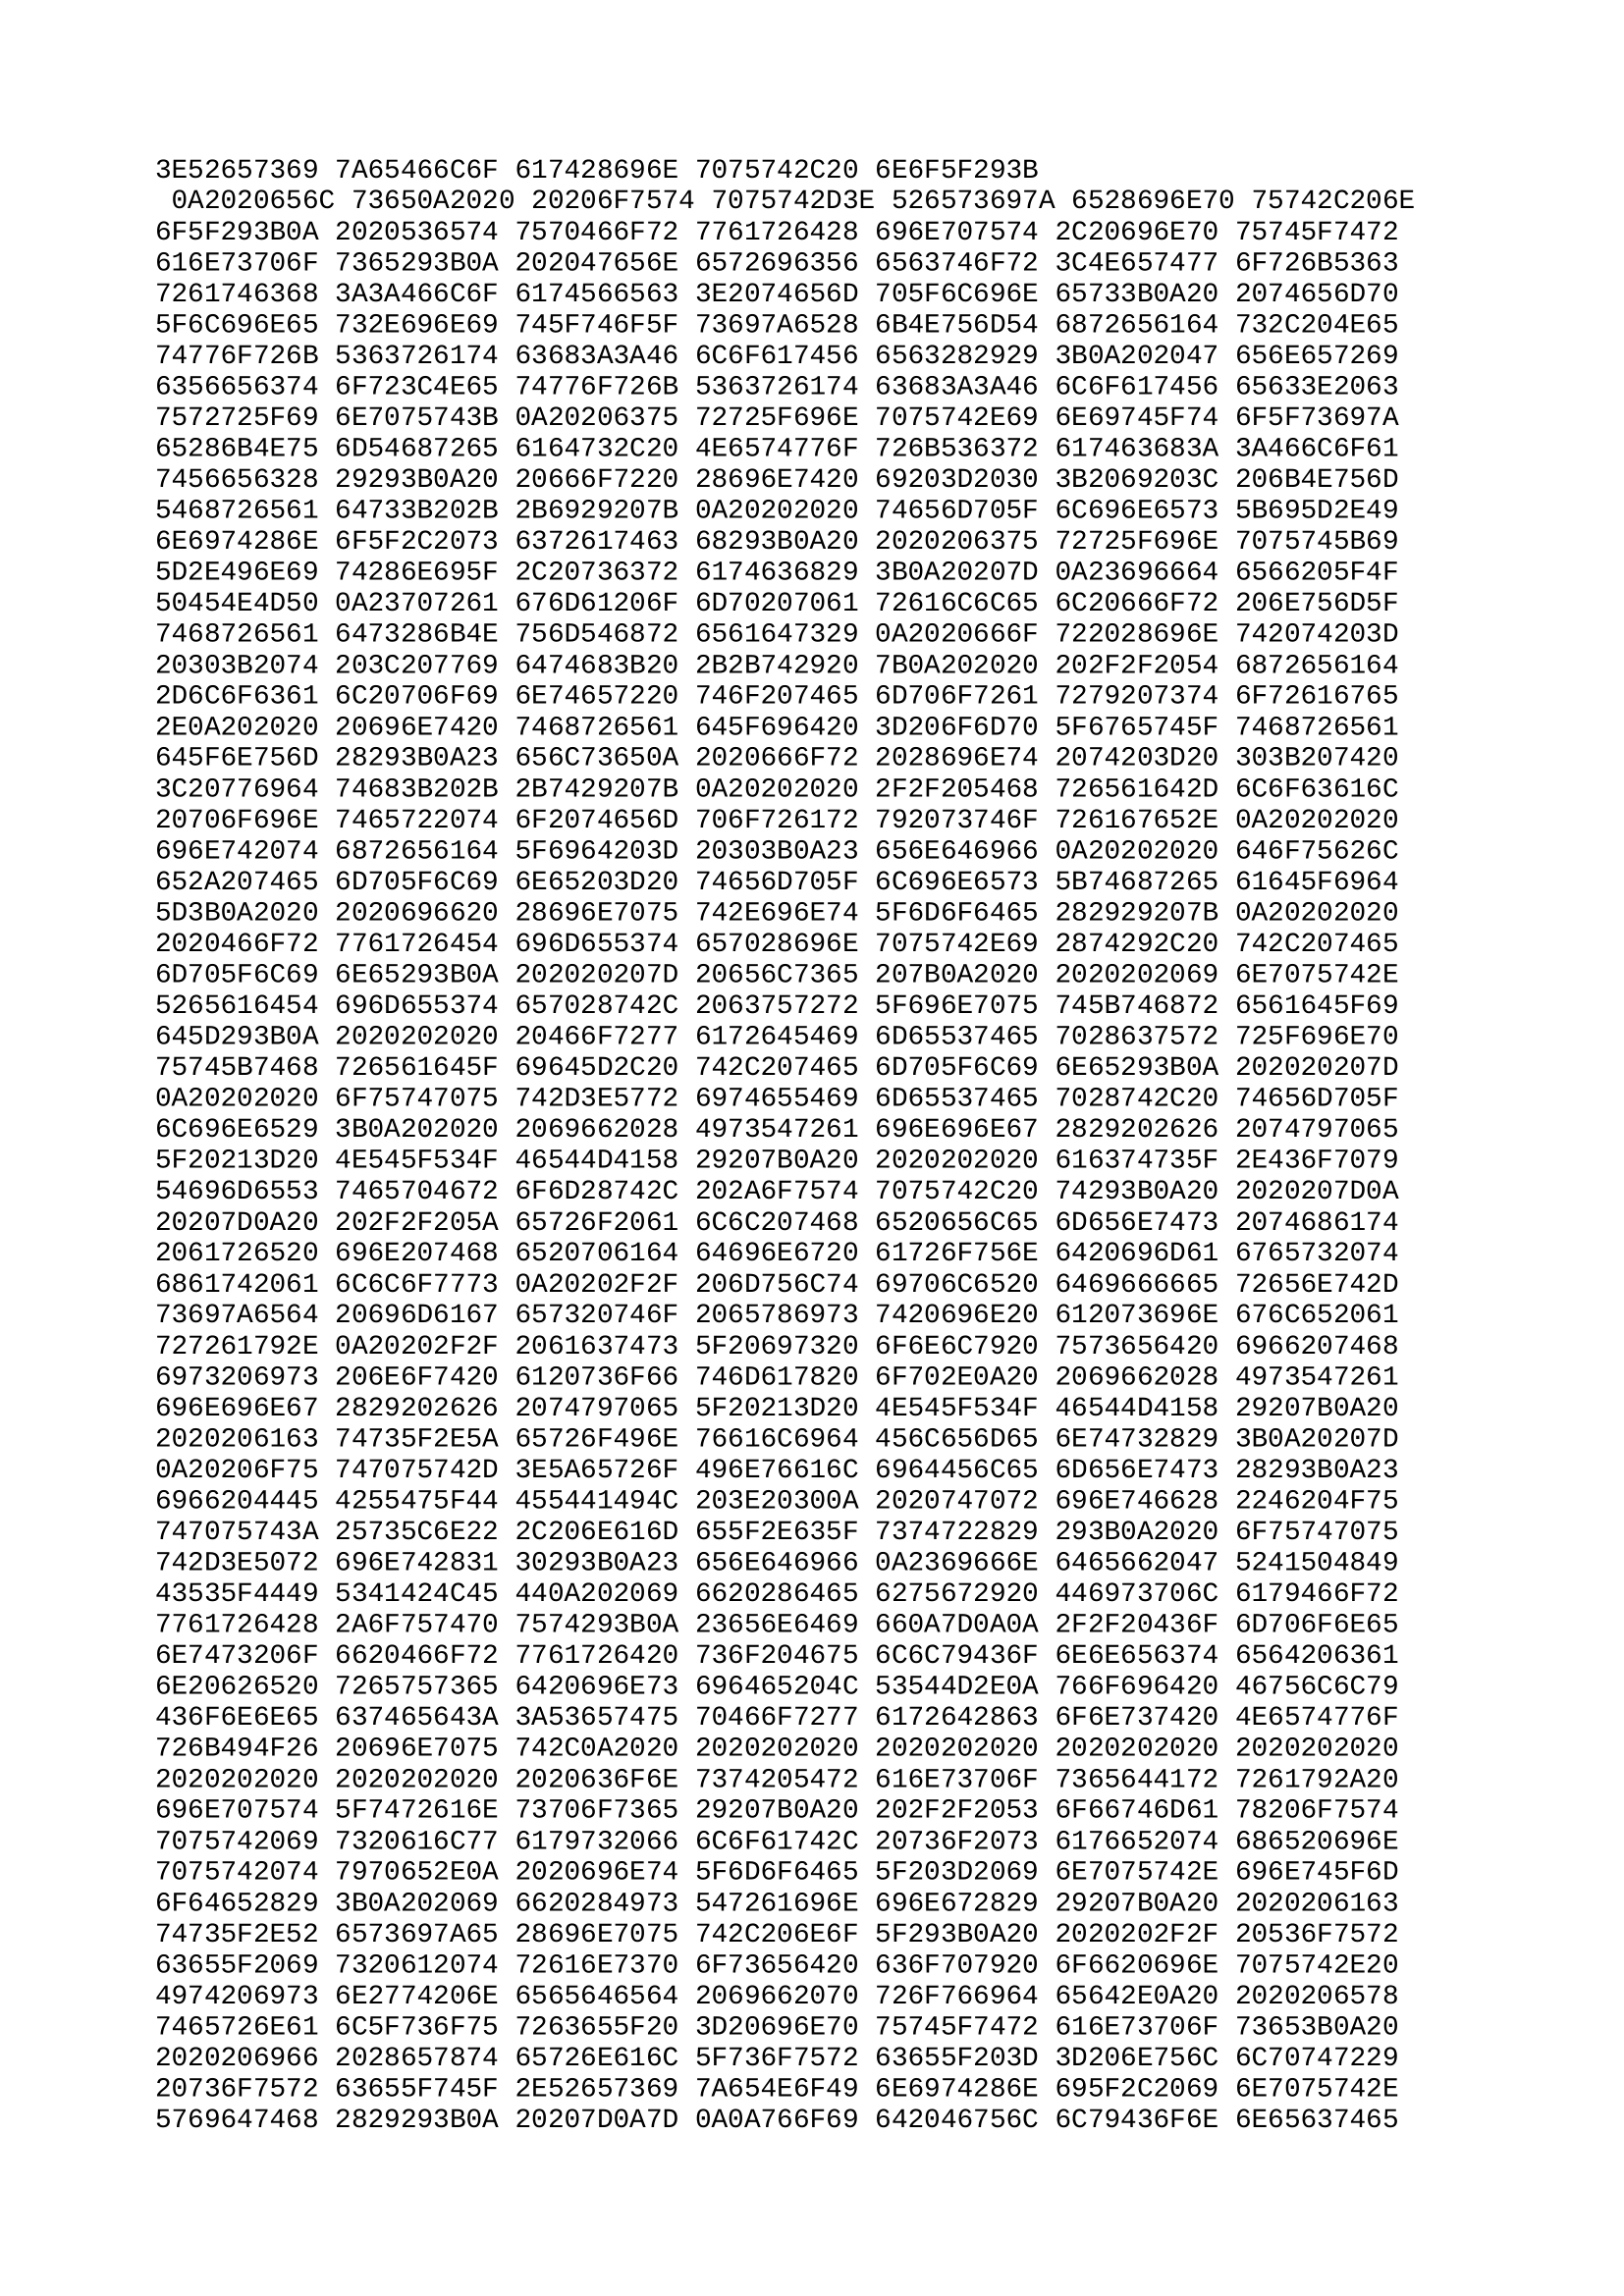 3E52657369 7A65466C6F 617428696E 7075742C20 6E6F5F293B
0A2020656C 73650A2020 20206F7574 7075742D3E 526573697A 6528696E70 75742C206E
6F5F293B0A 2020536574 7570466F72 7761726428 696E707574 2C20696E70 75745F7472
616E73706F 7365293B0A 202047656E 6572696356 6563746F72 3C4E657477 6F726B5363
7261746368 3A3A466C6F 6174566563 3E2074656D 705F6C696E 65733B0A20 2074656D70
5F6C696E65 732E696E69 745F746F5F 73697A6528 6B4E756D54 6872656164 732C204E65
74776F726B 5363726174 63683A3A46 6C6F617456 6563282929 3B0A202047 656E657269
6356656374 6F723C4E65 74776F726B 5363726174 63683A3A46 6C6F617456 65633E2063
7572725F69 6E7075743B 0A20206375 72725F696E 7075742E69 6E69745F74 6F5F73697A
65286B4E75 6D54687265 6164732C20 4E6574776F 726B536372 617463683A 3A466C6F61
7456656328 29293B0A20 20666F7220 28696E7420 69203D2030 3B2069203C 206B4E756D
5468726561 64733B202B 2B6929207B 0A20202020 74656D705F 6C696E6573 5B695D2E49
6E6974286E 6F5F2C2073 6372617463 68293B0A20 2020206375 72725F696E 7075745B69
5D2E496E69 74286E695F 2C20736372 6174636829 3B0A20207D 0A23696664 6566205F4F
50454E4D50 0A23707261 676D61206F 6D70207061 72616C6C65 6C20666F72 206E756D5F
7468726561 6473286B4E 756D546872 6561647329 0A2020666F 722028696E 742074203D
20303B2074 203C207769 6474683B20 2B2B742920 7B0A202020 202F2F2054 6872656164
2D6C6F6361 6C20706F69 6E74657220 746F207465 6D706F7261 7279207374 6F72616765
2E0A202020 20696E7420 7468726561 645F696420 3D206F6D70 5F6765745F 7468726561
645F6E756D 28293B0A23 656C73650A 2020666F72 2028696E74 2074203D20 303B207420
3C20776964 74683B202B 2B7429207B 0A20202020 2F2F205468 726561642D 6C6F63616C
20706F696E 7465722074 6F2074656D 706F726172 792073746F 726167652E 0A20202020
696E742074 6872656164 5F6964203D 20303B0A23 656E646966 0A20202020 646F75626C
652A207465 6D705F6C69 6E65203D20 74656D705F 6C696E6573 5B74687265 61645F6964
5D3B0A2020 2020696620 28696E7075 742E696E74 5F6D6F6465 282929207B 0A20202020
2020466F72 7761726454 696D655374 657028696E 7075742E69 2874292C20 742C207465
6D705F6C69 6E65293B0A 202020207D 20656C7365 207B0A2020 2020202069 6E7075742E
5265616454 696D655374 657028742C 2063757272 5F696E7075 745B746872 6561645F69
645D293B0A 2020202020 20466F7277 6172645469 6D65537465 7028637572 725F696E70
75745B7468 726561645F 69645D2C20 742C207465 6D705F6C69 6E65293B0A 202020207D
0A20202020 6F75747075 742D3E5772 6974655469 6D65537465 7028742C20 74656D705F
6C696E6529 3B0A202020 2069662028 4973547261 696E696E67 2829202626 2074797065
5F20213D20 4E545F534F 46544D4158 29207B0A20 2020202020 616374735F 2E436F7079
54696D6553 7465704672 6F6D28742C 202A6F7574 7075742C20 74293B0A20 2020207D0A
20207D0A20 202F2F205A 65726F2061 6C6C207468 6520656C65 6D656E7473 2074686174
2061726520 696E207468 6520706164 64696E6720 61726F756E 6420696D61 6765732074
6861742061 6C6C6F7773 0A20202F2F 206D756C74 69706C6520 6469666665 72656E742D
73697A6564 20696D6167 657320746F 2065786973 7420696E20 612073696E 676C652061
727261792E 0A20202F2F 2061637473 5F20697320 6F6E6C7920 7573656420 6966207468
6973206973 206E6F7420 6120736F66 746D617820 6F702E0A20 2069662028 4973547261
696E696E67 2829202626 2074797065 5F20213D20 4E545F534F 46544D4158 29207B0A20
2020206163 74735F2E5A 65726F496E 76616C6964 456C656D65 6E74732829 3B0A20207D
0A20206F75 747075742D 3E5A65726F 496E76616C 6964456C65 6D656E7473 28293B0A23
6966204445 4255475F44 455441494C 203E20300A 2020747072 696E746628 2246204F75
747075743A 25735C6E22 2C206E616D 655F2E635F 7374722829 293B0A2020 6F75747075
742D3E5072 696E742831 30293B0A23 656E646966 0A2369666E 6465662047 5241504849
43535F4449 5341424C45 440A202069 6620286465 6275672920 446973706C 6179466F72
7761726428 2A6F757470 7574293B0A 23656E6469 660A7D0A0A 2F2F20436F 6D706F6E65
6E7473206F 6620466F72 7761726420 736F204675 6C6C79436F 6E6E656374 6564206361
6E20626520 7265757365 6420696E73 696465204C 53544D2E0A 766F696420 46756C6C79
436F6E6E65 637465643A 3A53657475 70466F7277 6172642863 6F6E737420 4E6574776F
726B494F26 20696E7075 742C0A2020 2020202020 2020202020 2020202020 2020202020
2020202020 2020202020 2020636F6E 7374205472 616E73706F 7365644172 7261792A20
696E707574 5F7472616E 73706F7365 29207B0A20 202F2F2053 6F66746D61 78206F7574
7075742069 7320616C77 6179732066 6C6F61742C 20736F2073 6176652074 686520696E
7075742074 7970652E0A 2020696E74 5F6D6F6465 5F203D2069 6E7075742E 696E745F6D
6F64652829 3B0A202069 6620284973 547261696E 696E672829 29207B0A20 2020206163
74735F2E52 6573697A65 28696E7075 742C206E6F 5F293B0A20 2020202F2F 20536F7572
63655F2069 7320612074 72616E7370 6F73656420 636F707920 6F6620696E 7075742E20
4974206973 6E2774206E 6565646564 2069662070 726F766964 65642E0A20 2020206578
7465726E61 6C5F736F75 7263655F20 3D20696E70 75745F7472 616E73706F 73653B0A20
2020206966 2028657874 65726E616C 5F736F7572 63655F203D 3D206E756C 6C70747229
20736F7572 63655F745F 2E52657369 7A654E6F49 6E6974286E 695F2C2069 6E7075742E
5769647468 2829293B0A 20207D0A7D 0A0A766F69 642046756C 6C79436F6E 6E65637465